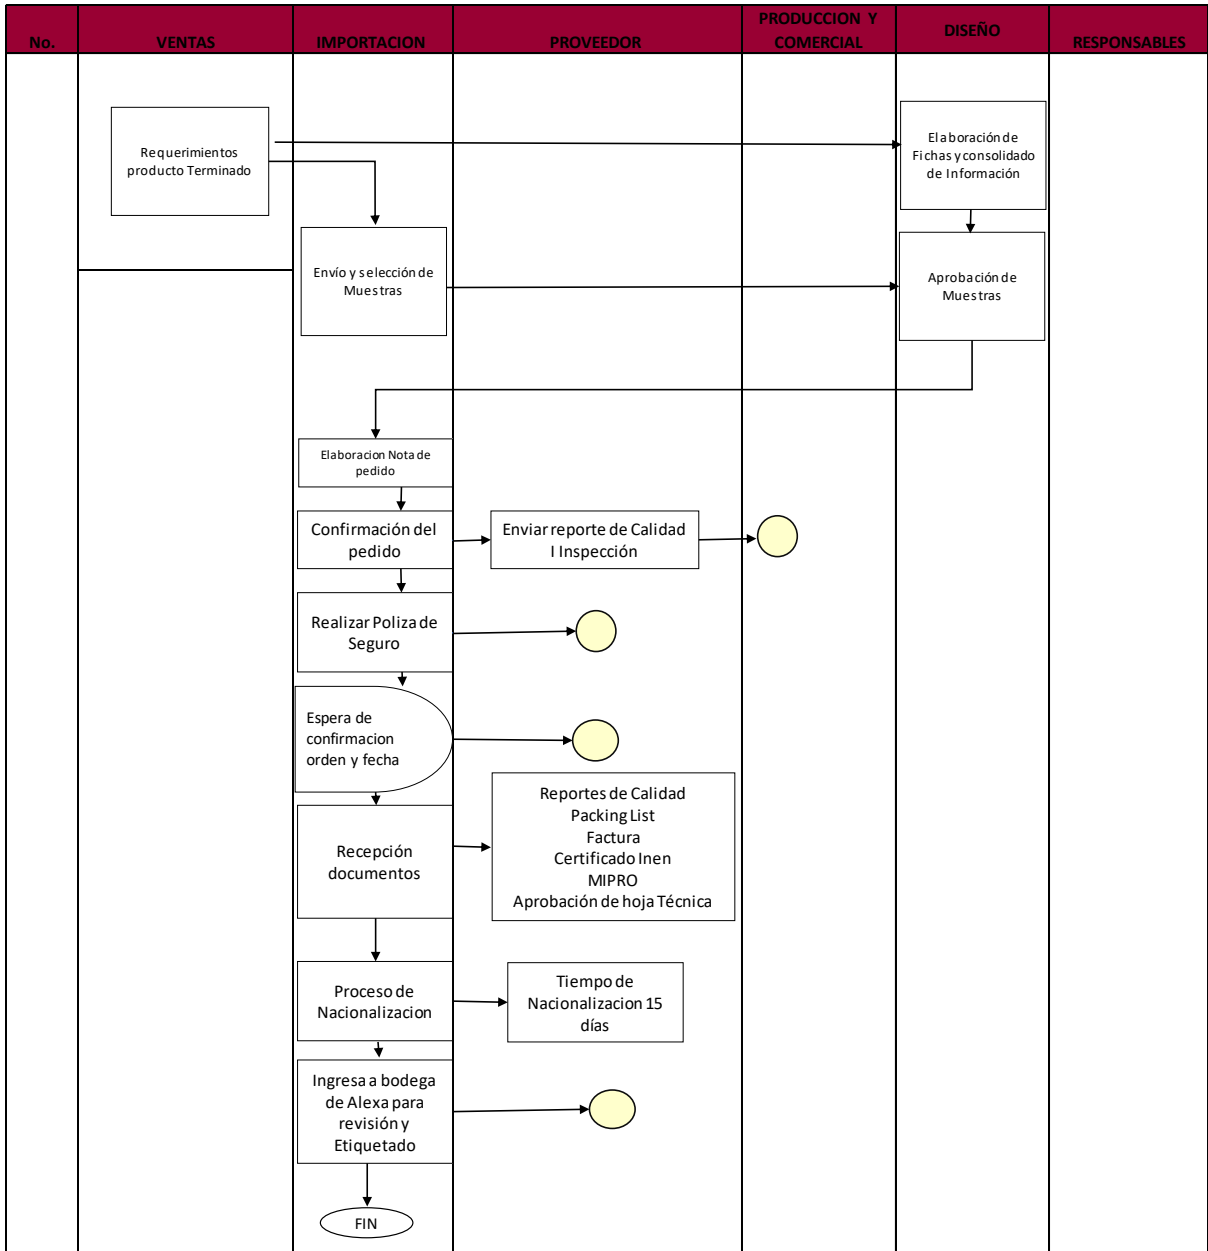 No.
VENTAS
IMPORTACION
PROVEEDOR
PRODUCCION Y
COMERCIAL
DISEÑO
RESPONSABLES
Requerimientos
producto Terminado
Elaboración de
Fichas y consolidado
de Información
Envío y selección de
Muestras
Aprobación de
Muestras
Elaboracion Nota de
pedido
Confirmación del
pedido
Enviar reporte de Calidad
I Inspección
Realizar Poliza de
Seguro
Espera de
confirmacion
orden y fecha
Reportes de Calidad
Packing List
Factura
Certificado Inen
MIPRO
Aprobación de hoja Técnica
Recepción
documentos
Proceso de
Nacionalizacion
Tiempo de
Nacionalizacion 15
días
Ingresa a bodega
de Alexa para
revisión y
Etiquetado
FIN